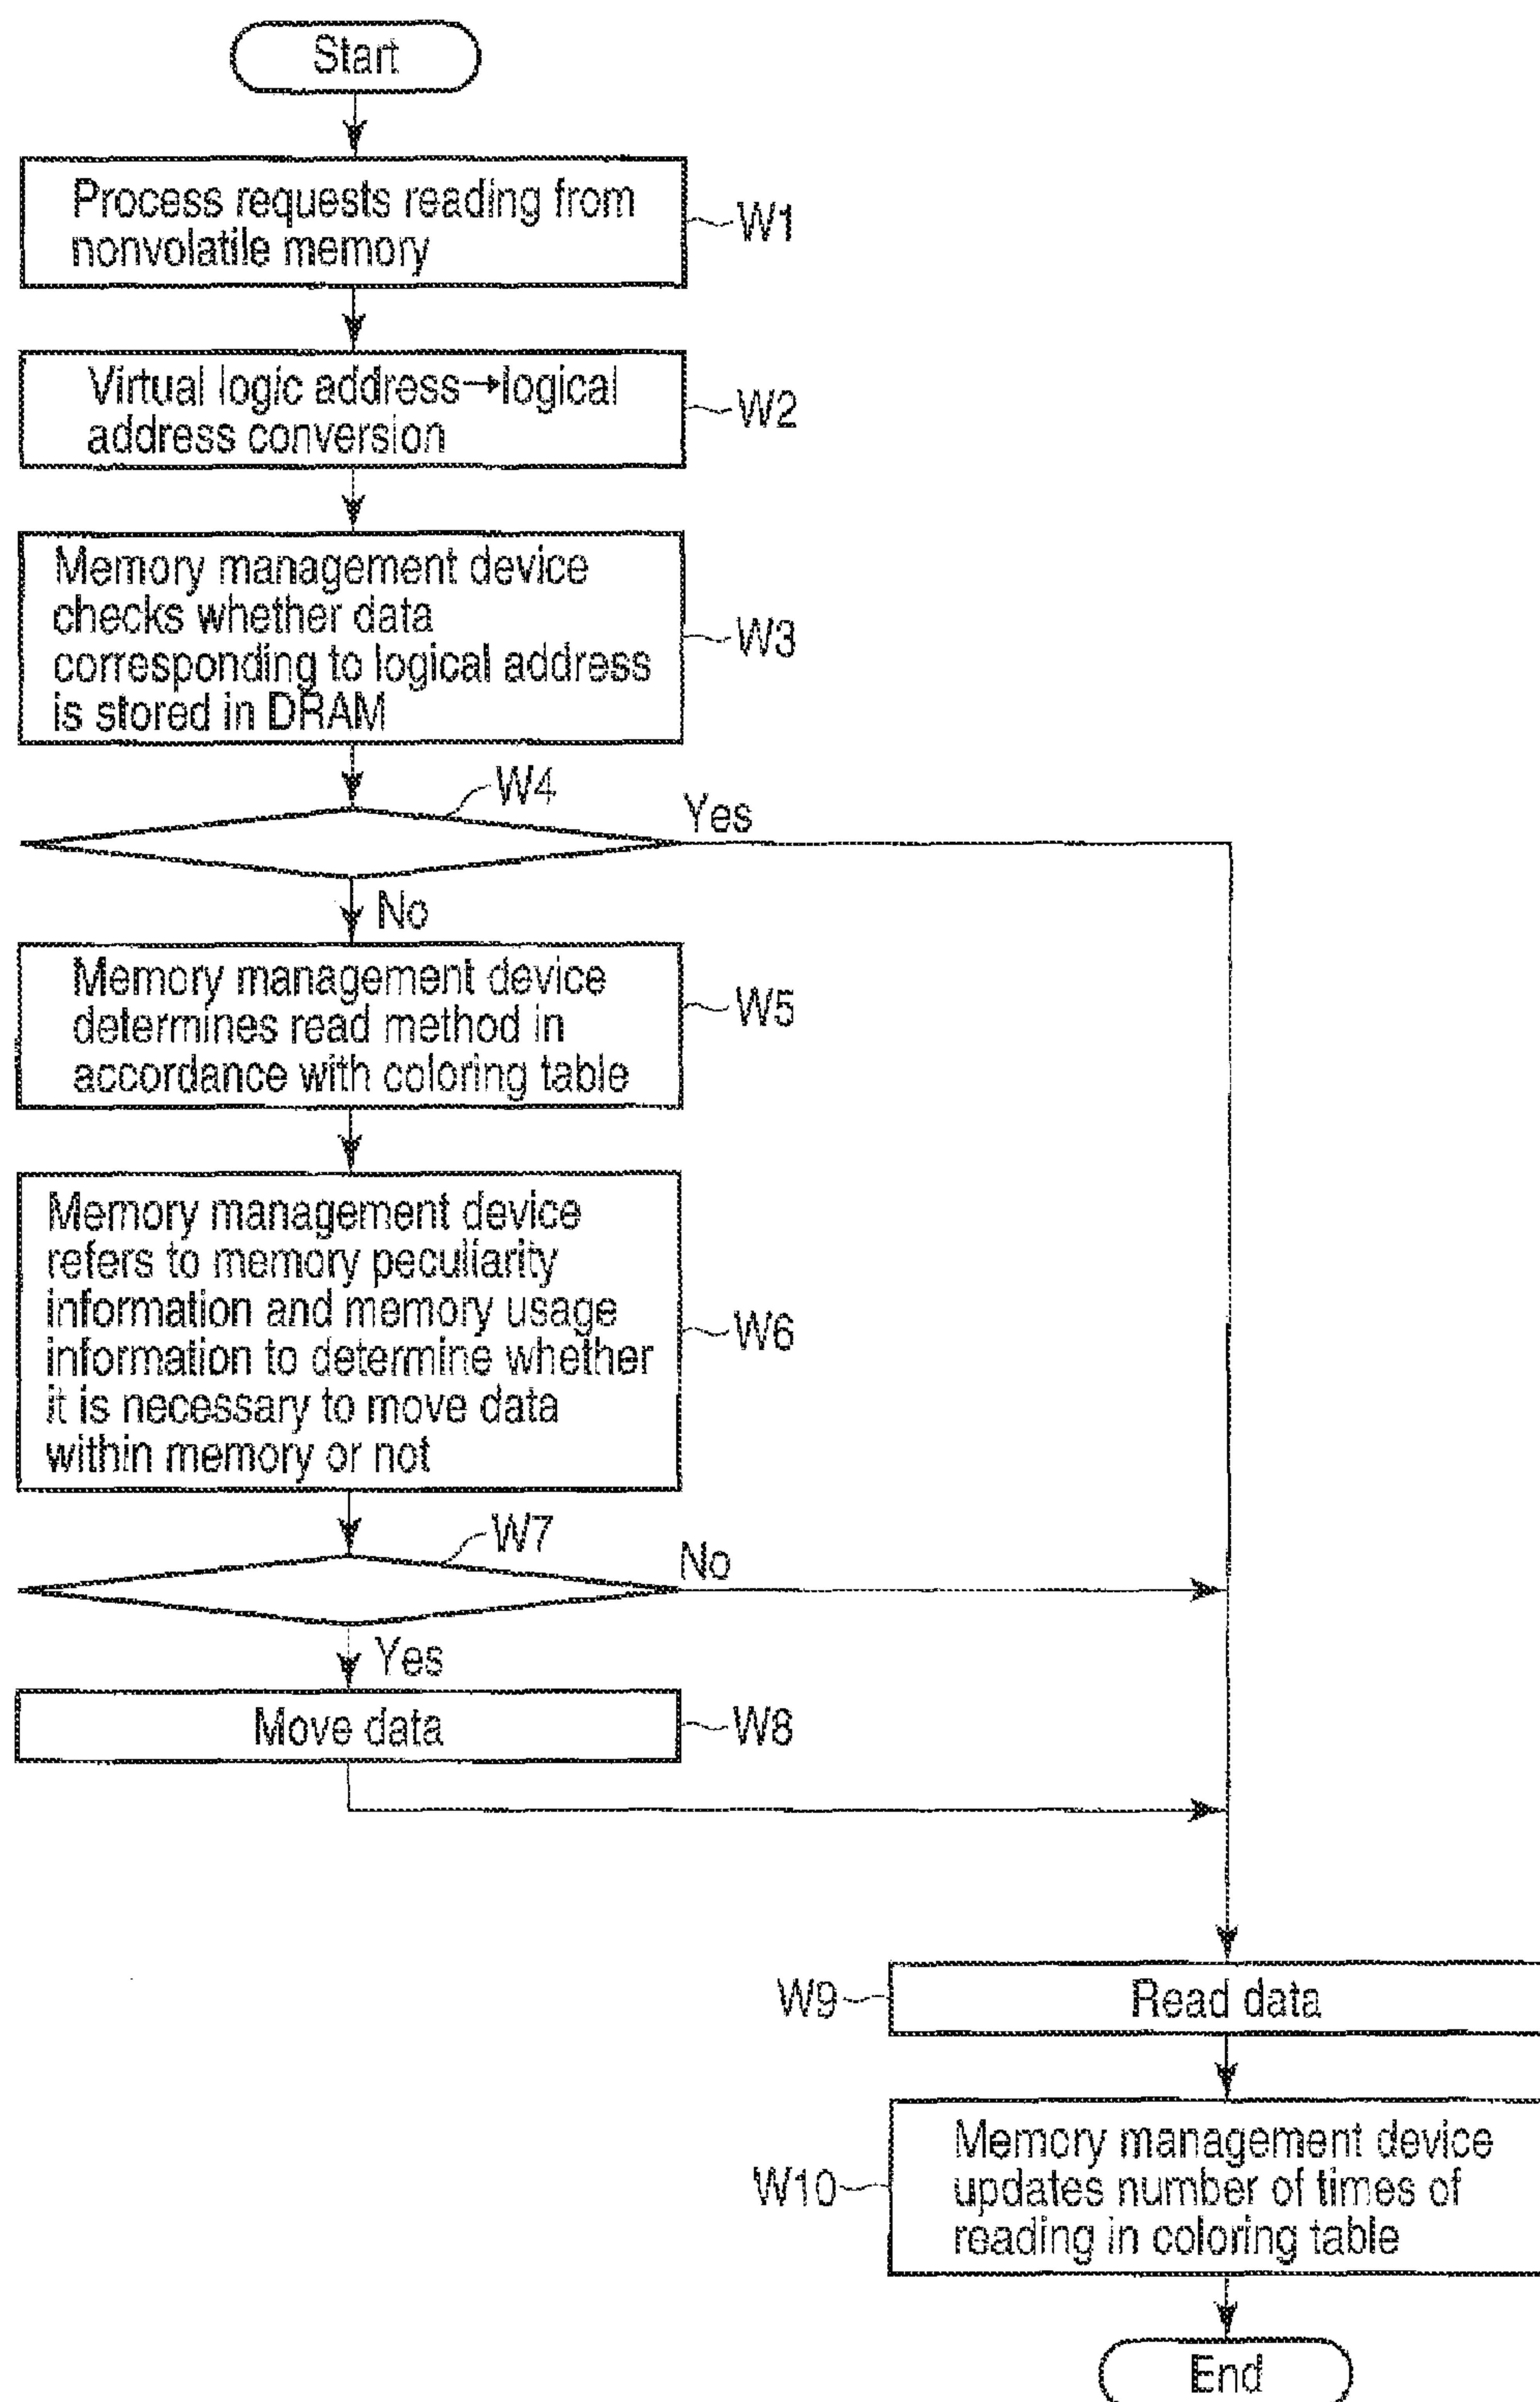 Start
Process requests reading from
nonvolatile memory
W1
Virtual logic address→logical
address conversion
W2
Memory management device
checks whether data
corresponding to logical address
is stored in DRAM
W3
W4
Yes
No
Memory management device
determines read method in
accordance with coloring table
W5
Memory management device
refers to memory peculiarity
information and memory usage
information to determine whether
it is necessary to move data
within memory or not
W6
W7
No
Yes
Move data
W8
W9
Read data
W10
Memory management device
updates number of times of
reading in coloring table
End